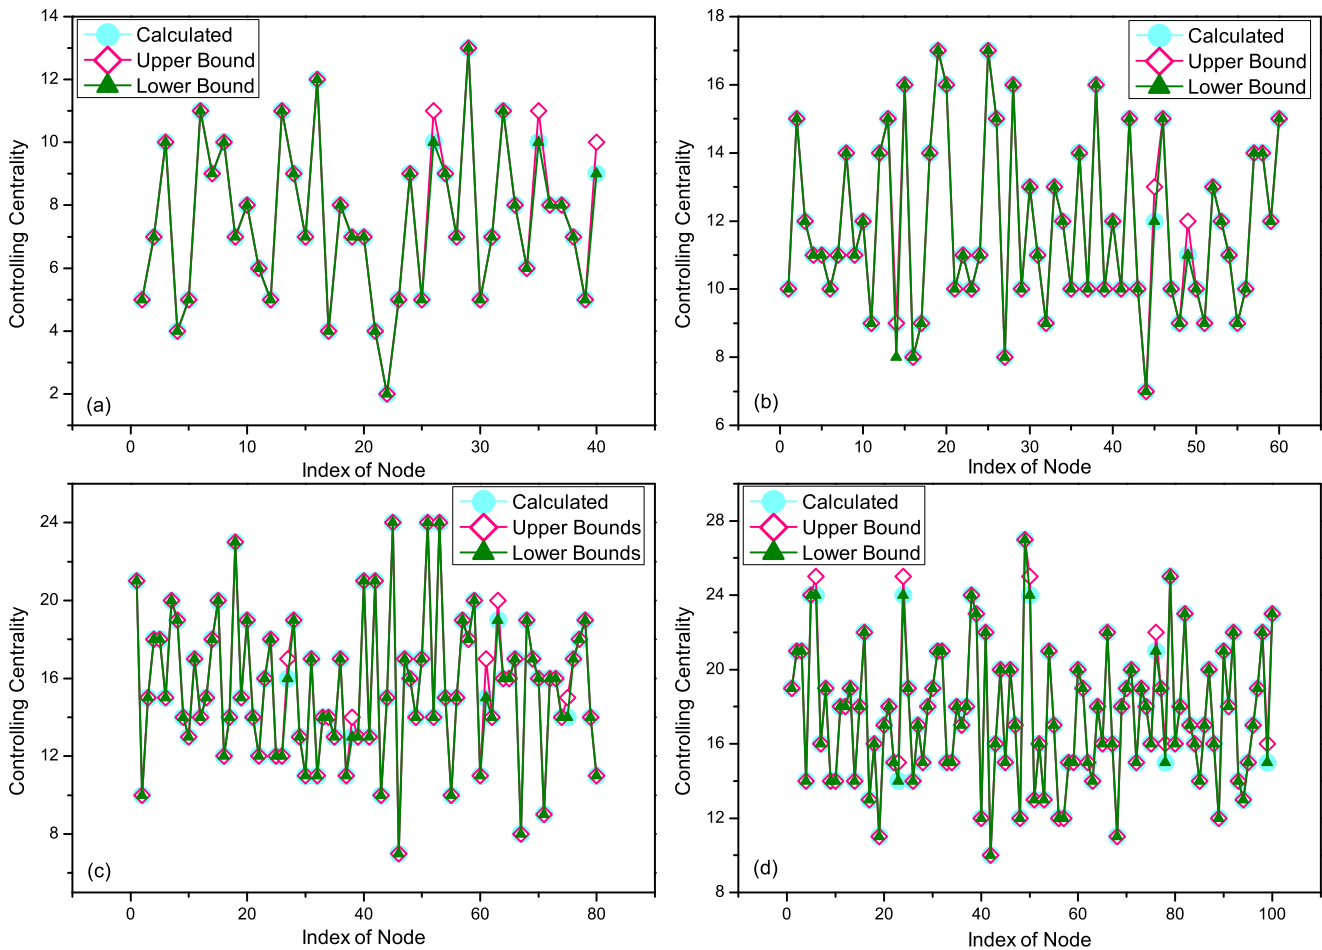 14
12
10
8
6
4
2
Controlling Centrality
Calculated
Upper Bound
Lower Bound
(a)
0 10 20 30 40
Index of Node
18
16
14
12
10
8
6
Controlling Centrality
Calculated
Upper Bound
Lower Bound
(b)
0 10 20 30 40 50 60
Index of Node
24
20
16
12
8
Controlling Centrality
Calculated
Upper Bounds
Lower Bounds
(c)
0 20 40 60 80
Index of Node
28
24
20
16
12
8
Controlling Centrality
Calculated
Upper Bound
Lower Bound
(d)
0 20 40 60 80 100
Index of Node